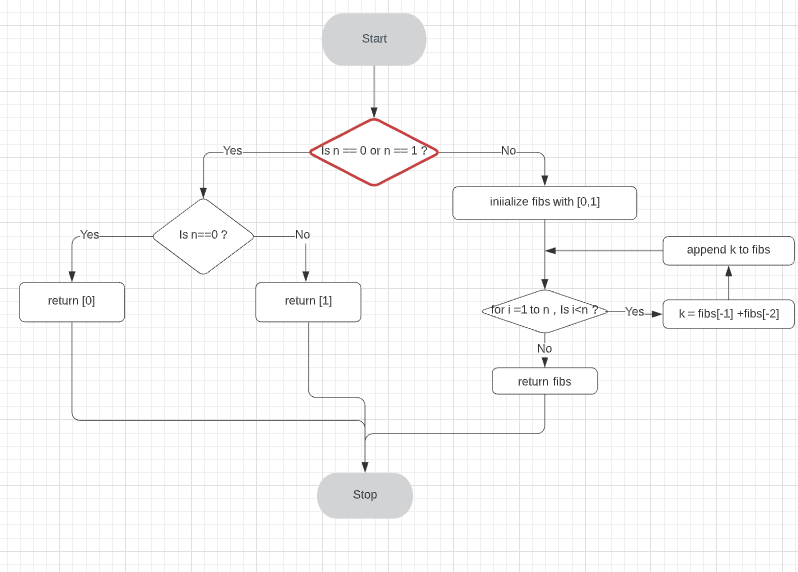 Start
Is n == 0 or n == 1 ?
Yes
No
iniialize fibs with [0,1]
Is n==0 ?
Yes
No
append k to fibs
return [0]
return [1]
for i =1 to n , Is i<n ?
Yes
k = fibs[-1] +fibs[-2]
No
return fibs
Stop